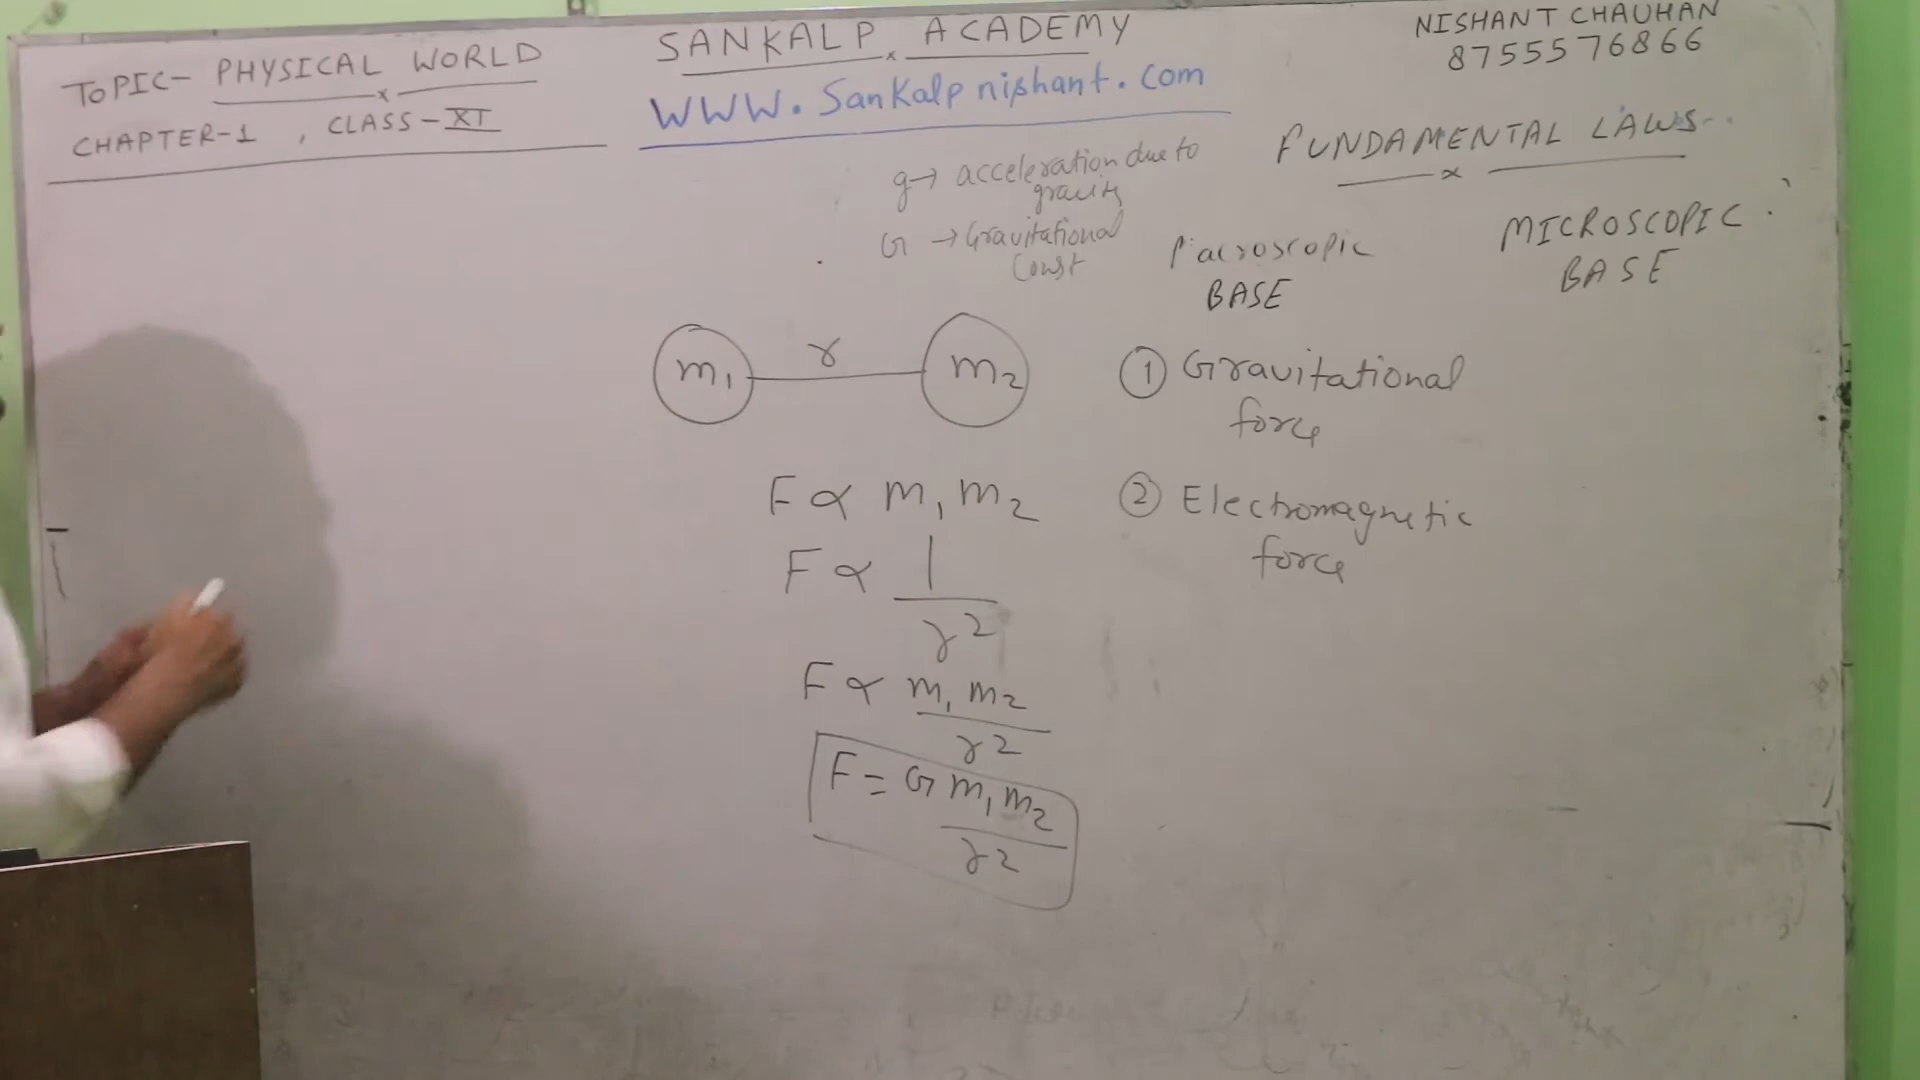 TOPIC- PHYSICAL WORLD
CHAPTER-1 , CLASS-XI
SANKALP ACADEMY
WWW.Sankalpnishant.com
NISHANT CHAUHAN
8755576866
FUNDAMENTAL LAWS
g→ acceleration due to
gravity
G → Gravitational
Const
Macroscopic
BASE
MICROSCOPIC
BASE
m₁ r m₂
① Gravitational
force
② Electromagnetic
force
F ∝ m₁ m₂
F ∝ 1
r²
F ∝ m₁ m₂
r²
F = G m₁ m₂
r²